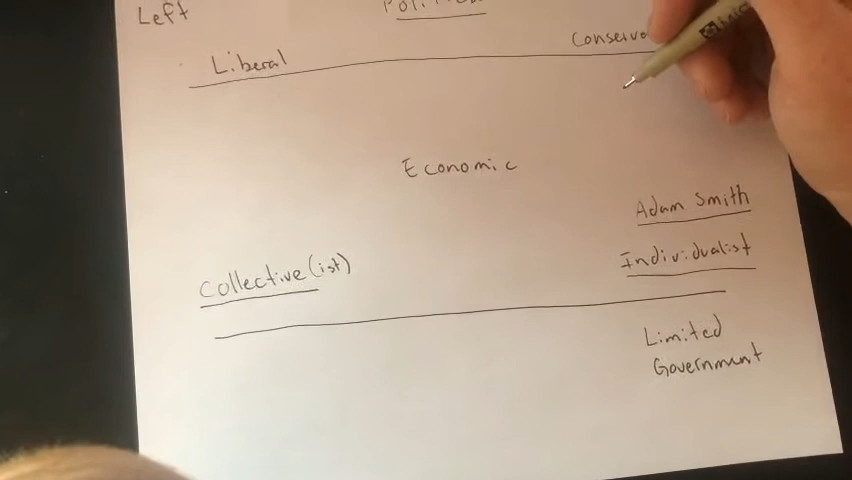 Left
Liberal
Economic
Adam Smith
Individualist
Collective(ist)
Limited
Government